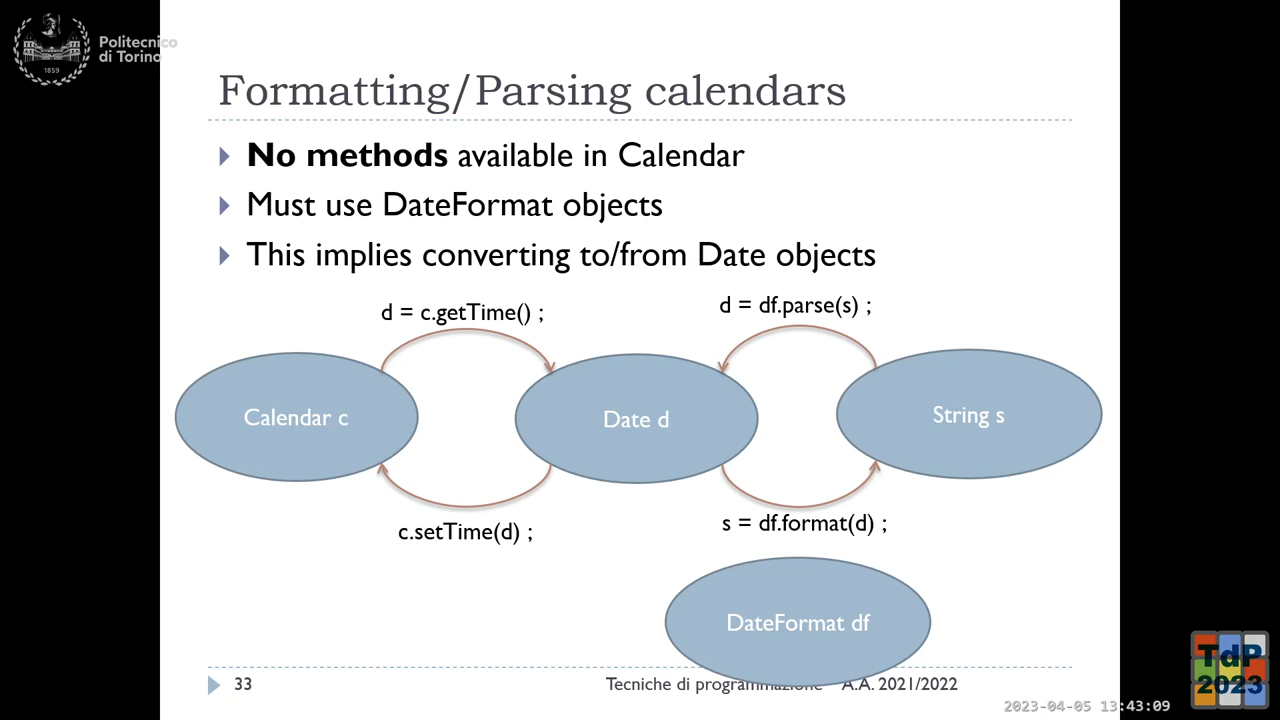 Politecnico
di Torino
1859
Formatting/Parsing calendars
No methods available in Calendar
Must use DateFormat objects
This implies converting to/from Date objects
d = c.getTime() ;
d = df.parse(s) ;
Calendar c
Date d
String s
c.setTime(d) ;
s = df.format(d) ;
DateFormat df
33
Tecniche di programmazione A.A. 2021/2022
TdP
2023
2023-04-05 13:43:09